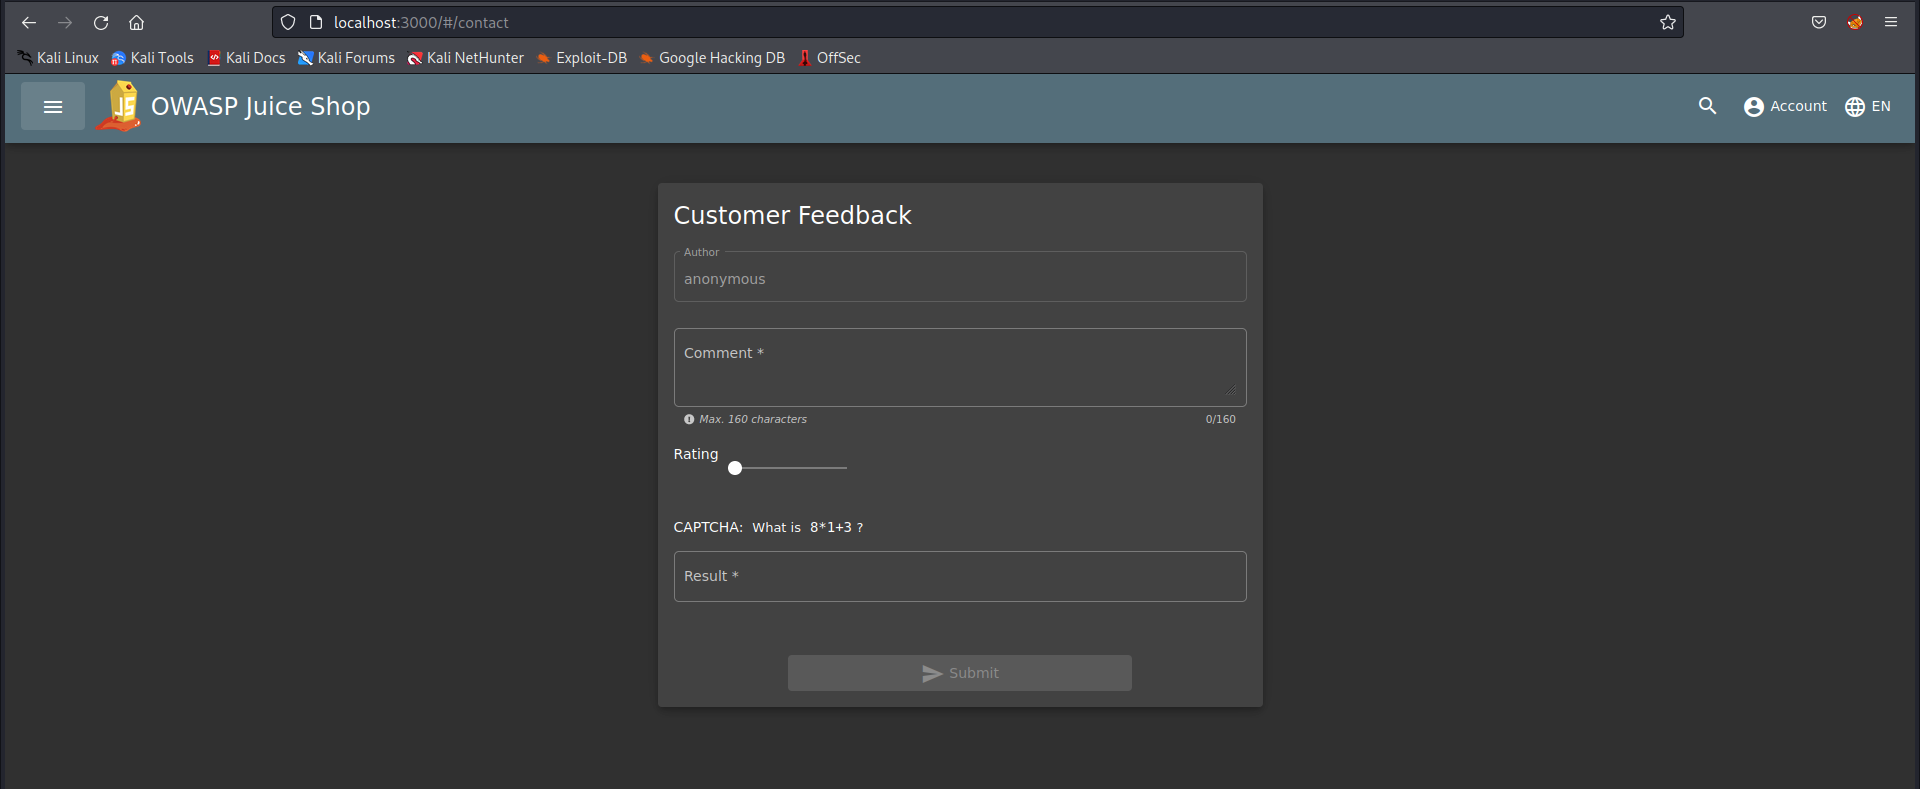 localhost:3000/#/contact
Kali Linux Kali Tools Kali Docs Kali Forums Kali NetHunter Exploit-DB Google Hacking DB OffSec
OWASP Juice Shop Account EN
Customer Feedback
Author
anonymous
Comment *
Max. 160 characters 0/160
Rating
CAPTCHA: What is 8*1+3 ?
Result *
Submit